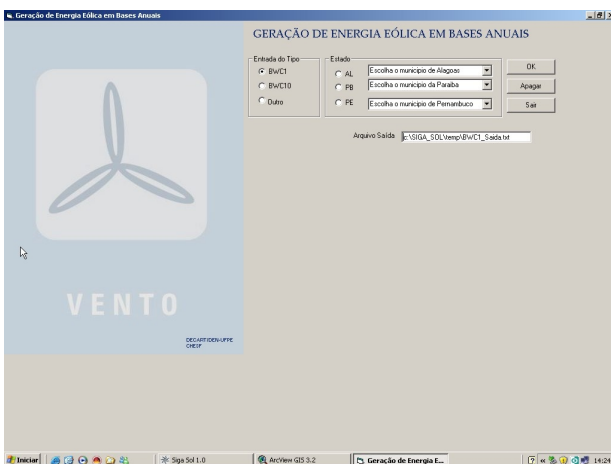 Geração de Energia Eólica em Bases Anuais
GERAÇÃO DE ENERGIA EÓLICA EM BASES ANUAIS
Entrada do Tipo
BWC1
BWC10
Outro
Estado
AL
Escolha o municipio de Alagoas
PB
Escolha o municipio da Paraiba
PE
Escolha o municipio de Pernambuco
OK
Apagar
Sair
Arquivo Saída
c:\SIGA_SOL\temp\BWC1_Saida.txt
VENTO
DECART/DEN-UFPE
CHESF
Iniciar
Siga Sol 1.0
ArcView GIS 3.2
Geração de Energia E...
14:24